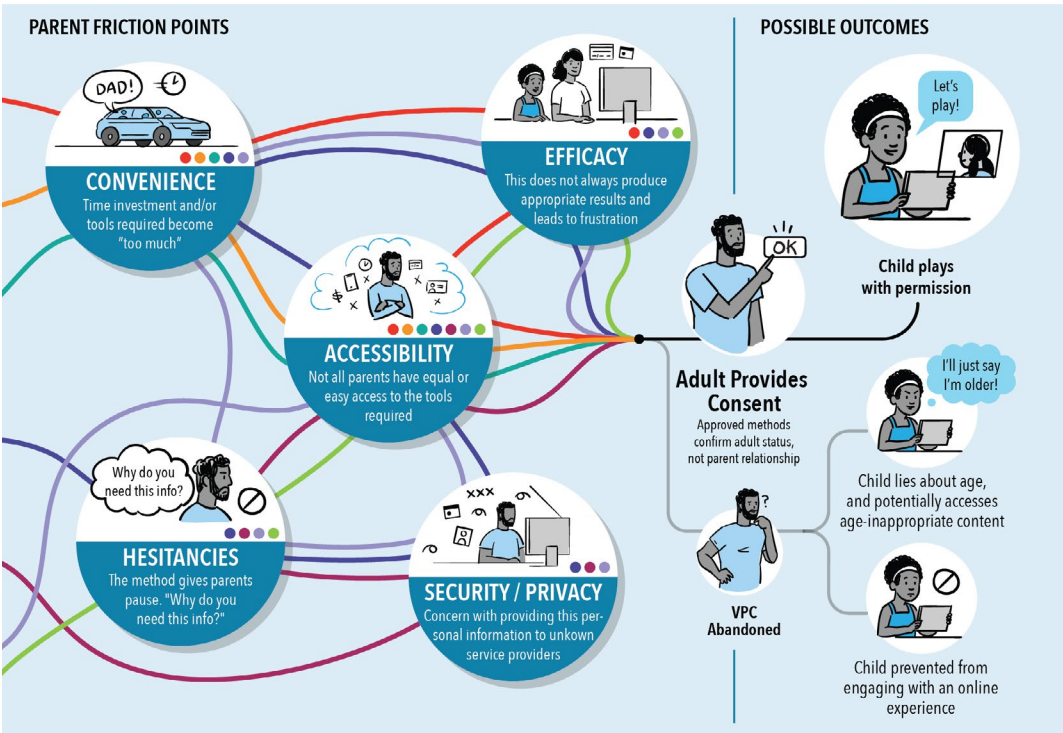 PARENT FRICTION POINTS
DAD!
CONVENIENCE
Time investment and/or
tools required become
"too much"
EFFICACY
This does not always produce
appropriate results and
leads to frustration
$
x
x
x
ACCESSIBILITY
Not all parents have equal or
easy access to the tools
required
Why do you
need this info?
HESITANCIES
The method gives parents
pause. "Why do you
need this info?"
xxx
SECURITY / PRIVACY
Concern with providing this per-
sonal information to unkown
service providers
POSSIBLE OUTCOMES
Let's
play!
Child plays
with permission
OK
Adult Provides
Consent
Approved methods
confirm adult status,
not parent relationship
I'll just say
I'm older!
Child lies about age,
and potentially accesses
age-inappropriate content
?
VPC
Abandoned
Child prevented from
engaging with an online
experience